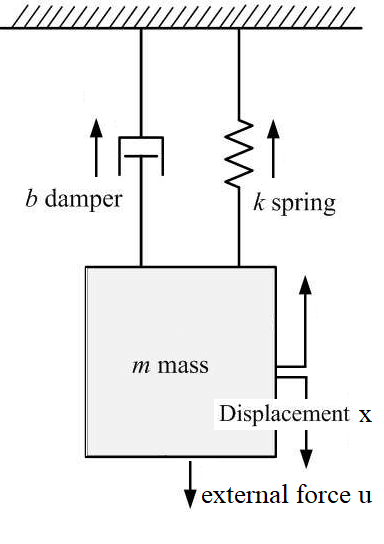 b damper
k spring
m mass
Displacement x
external force u